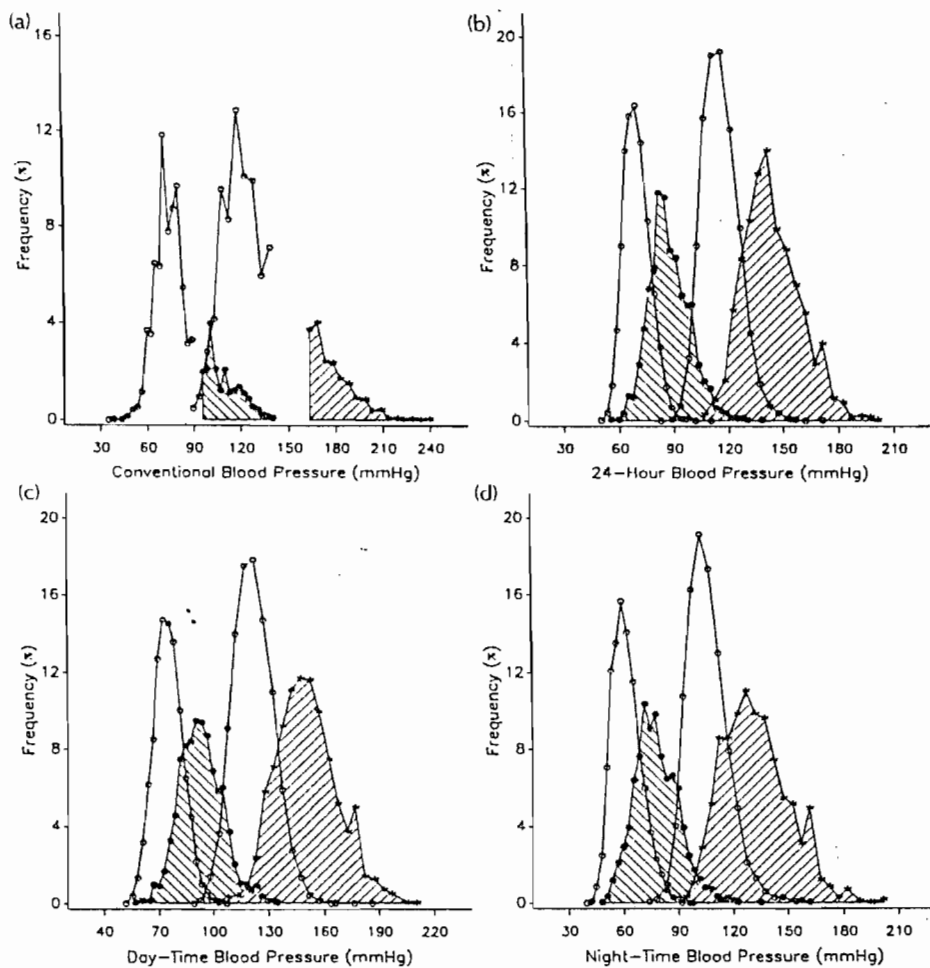 (a)
16
12
8
4
0
Frequency (%)
30 60 90 120 150 180 210 240
Conventional Blood Pressure (mmHg)
(b)
20
16
12
8
4
0
Frequency (%)
30 60 90 120 150 180 210
24-Hour Blood Pressure (mmHg)
(c)
20
16
12
8
4
0
Frequency (%)
40 70 100 130 160 190 220
Day-Time Blood Pressure (mmHg)
(d)
20
16
12
8
4
0
Frequency (%)
30 60 90 120 150 180 210
Night-Time Blood Pressure (mmHg)